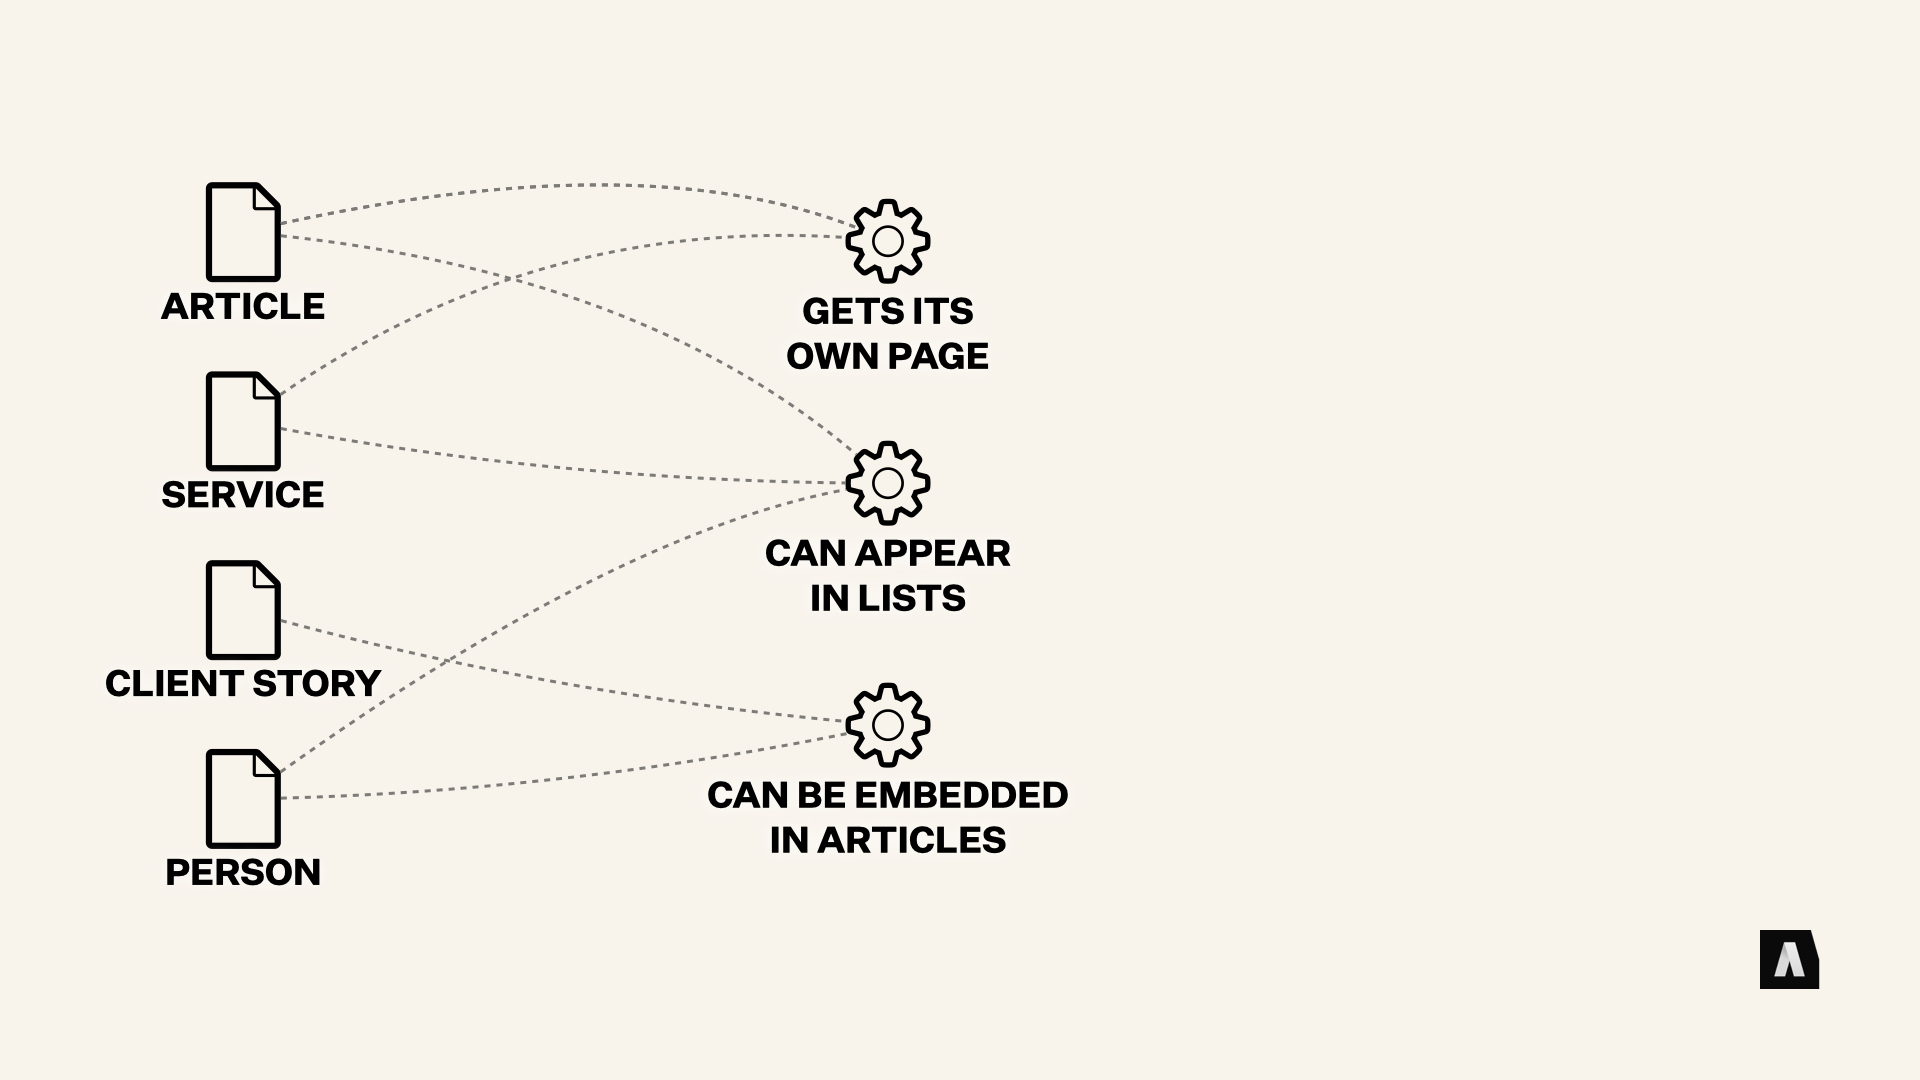 ARTICLE
SERVICE
CLIENT STORY
PERSON
GETS ITS
OWN PAGE
CAN APPEAR
IN LISTS
CAN BE EMBEDDED
IN ARTICLES